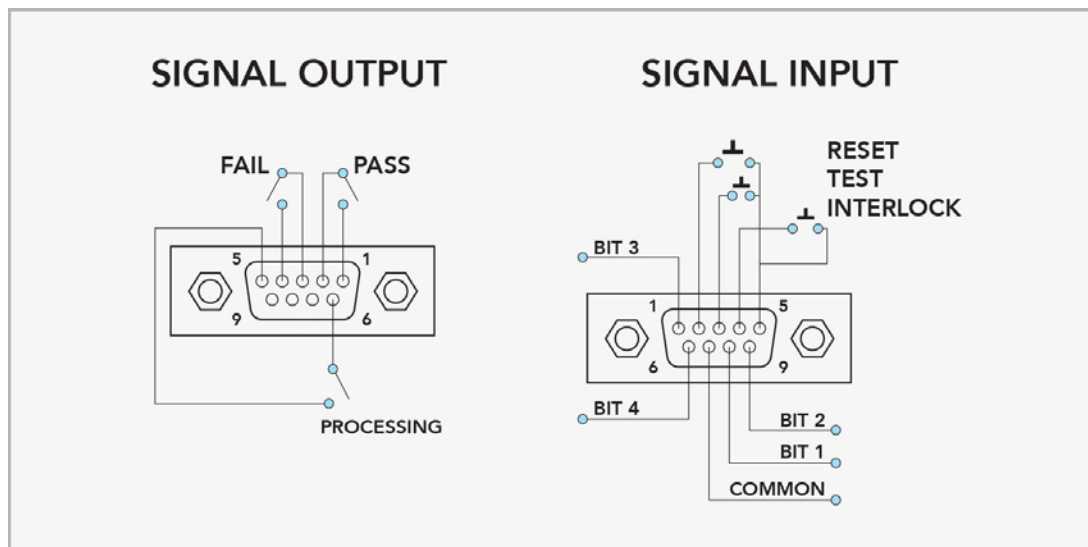 SIGNAL OUTPUT
FAIL
PASS
5
1
9
6
PROCESSING
SIGNAL INPUT
RESET
TEST
INTERLOCK
BIT 3
1
5
6
9
BIT 4
BIT 2
BIT 1
COMMON